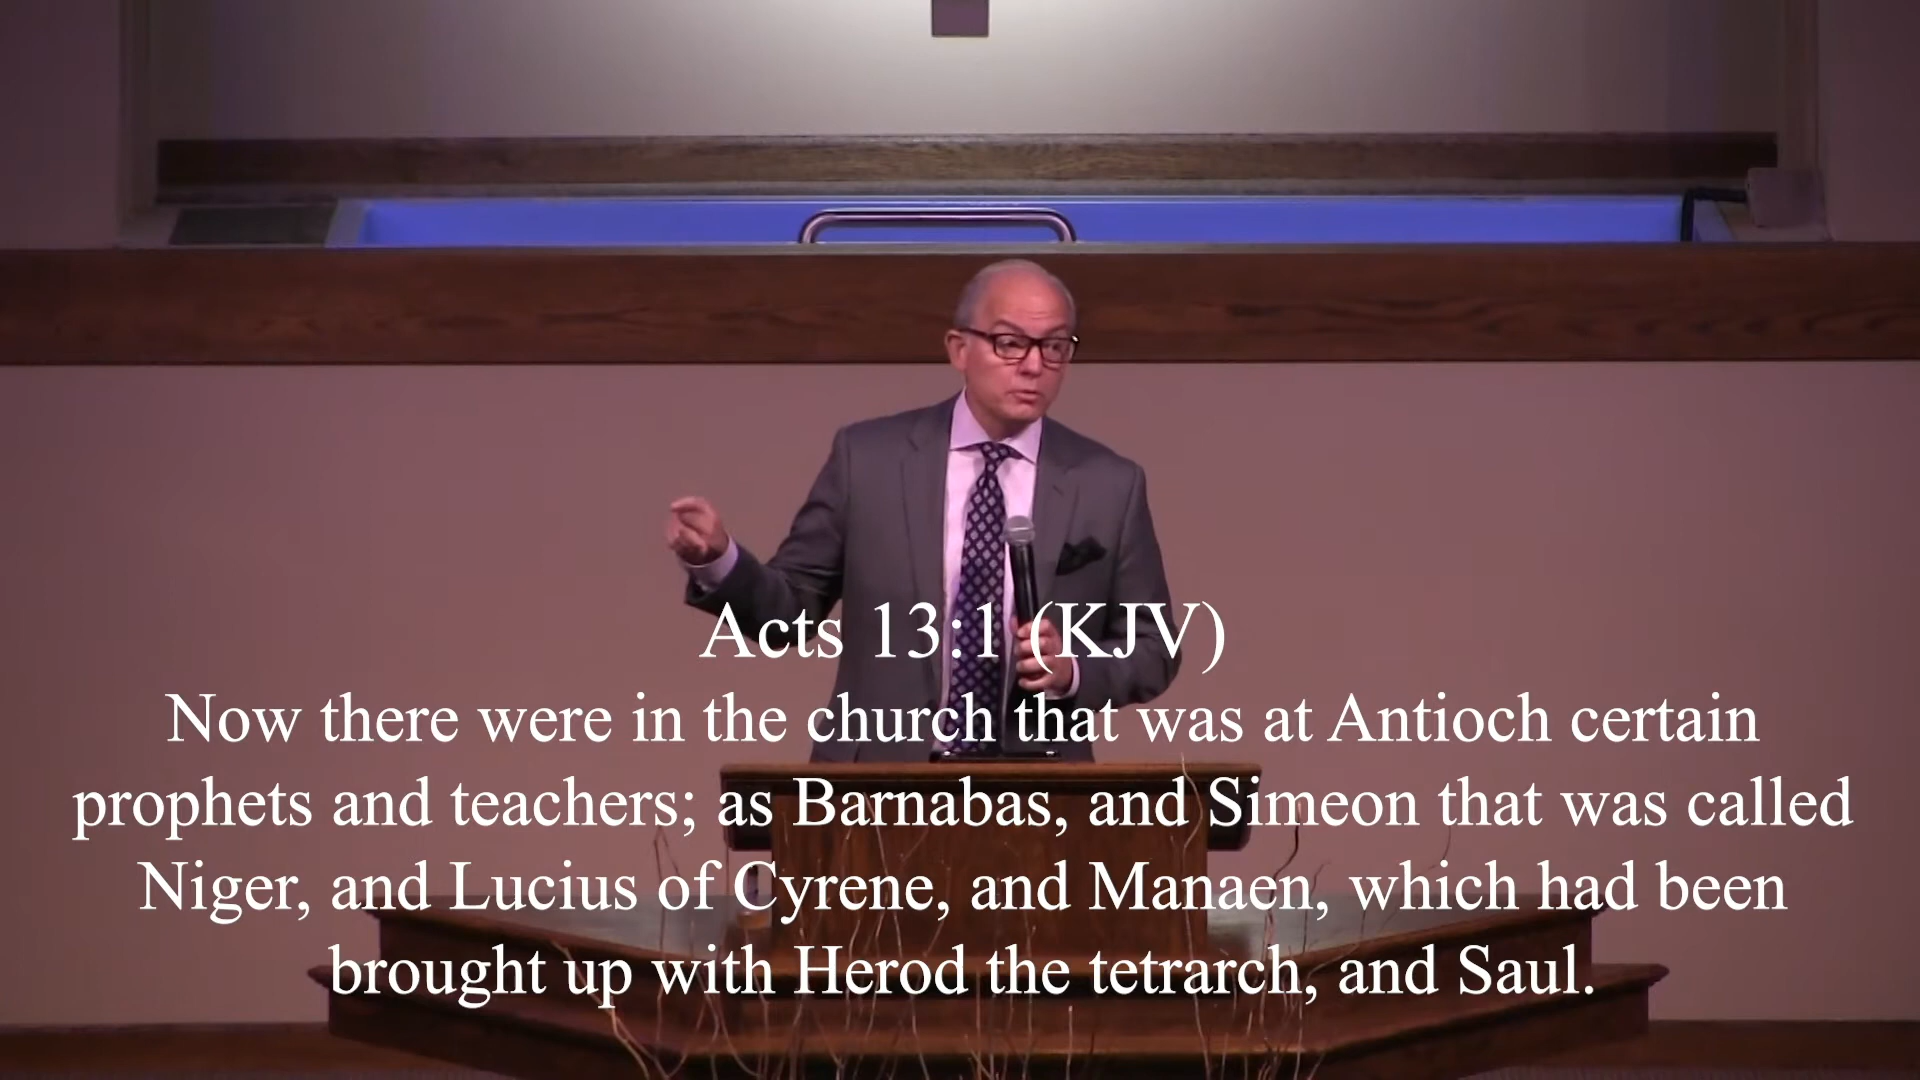 Acts 13:1 (KJV)
Now there were in the church that was at Antioch certain
prophets and teachers; as Barnabas, and Simeon that was called
Niger, and Lucius of Cyrene, and Manaen, which had been
brought up with Herod the tetrarch, and Saul.